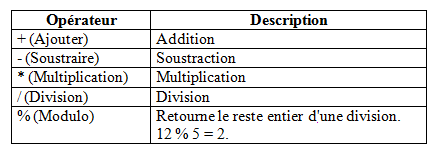 Opérateur Description
+ (Ajouter) Addition
- (Soustraire) Soustraction
* (Multiplication) Multiplication
/ (Division) Division
% (Modulo) Retourne le reste entier d'une division.
12 % 5 = 2.